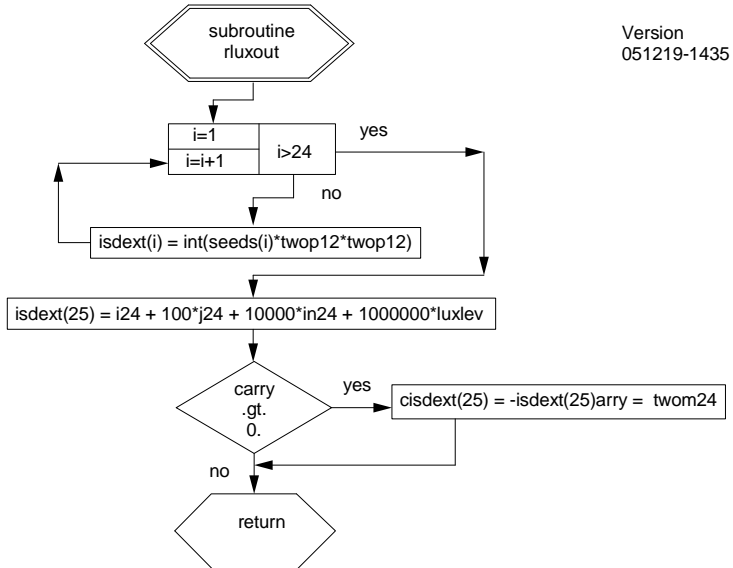 subroutine
rluxout
Version
051219-1435
i=1
i=i+1
i>24
yes
no
isdext(i) = int(seeds(i)*twop12*twop12)
isdext(25) = i24 + 100*j24 + 10000*in24 + 1000000*luxlev
carry
.gt.
0.
yes
cisdext(25) = -isdext(25)arry = twom24
no
return